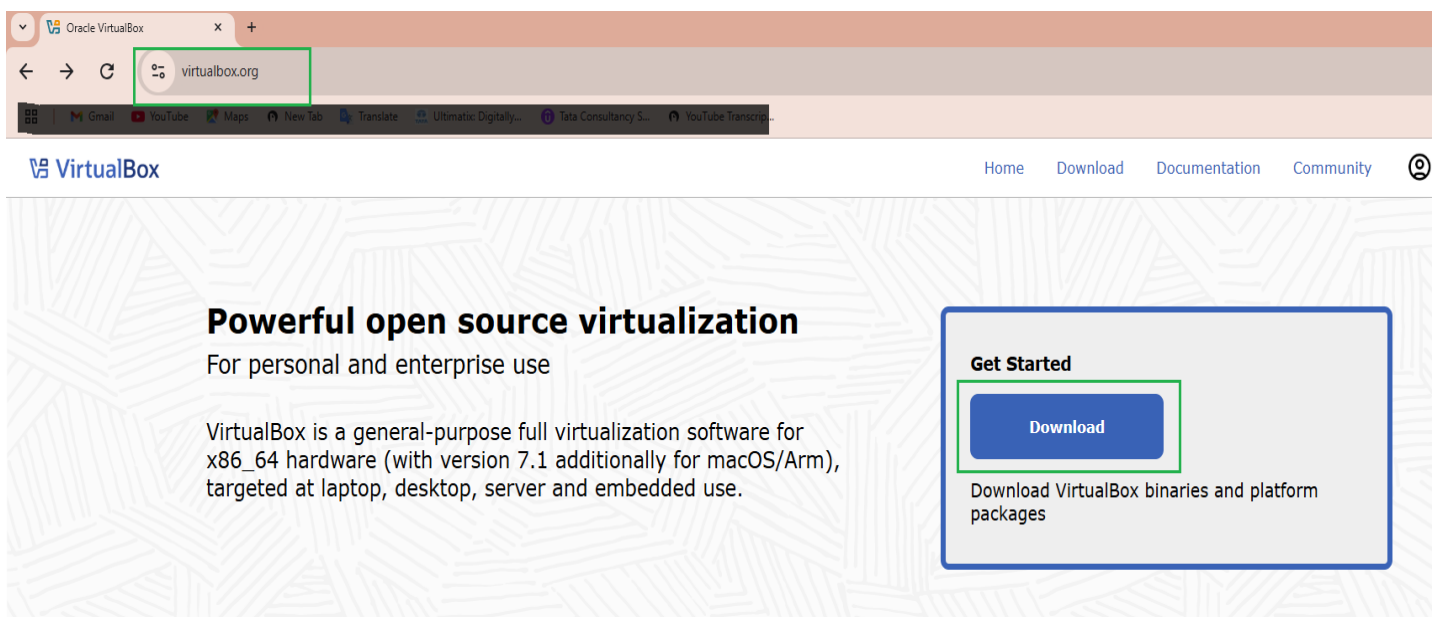 Oracle VirtualBox
virtualbox.org
Gmail YouTube Maps New Tab Translate Ultimatix Digitally... Tata Consultancy S... YouTube Transcrip...
VirtualBox Home Download Documentation Community
Powerful open source virtualization
For personal and enterprise use
VirtualBox is a general-purpose full virtualization software for
x86_64 hardware (with version 7.1 additionally for macOS/Arm),
targeted at laptop, desktop, server and embedded use.
Get Started
Download
Download VirtualBox binaries and platform
packages